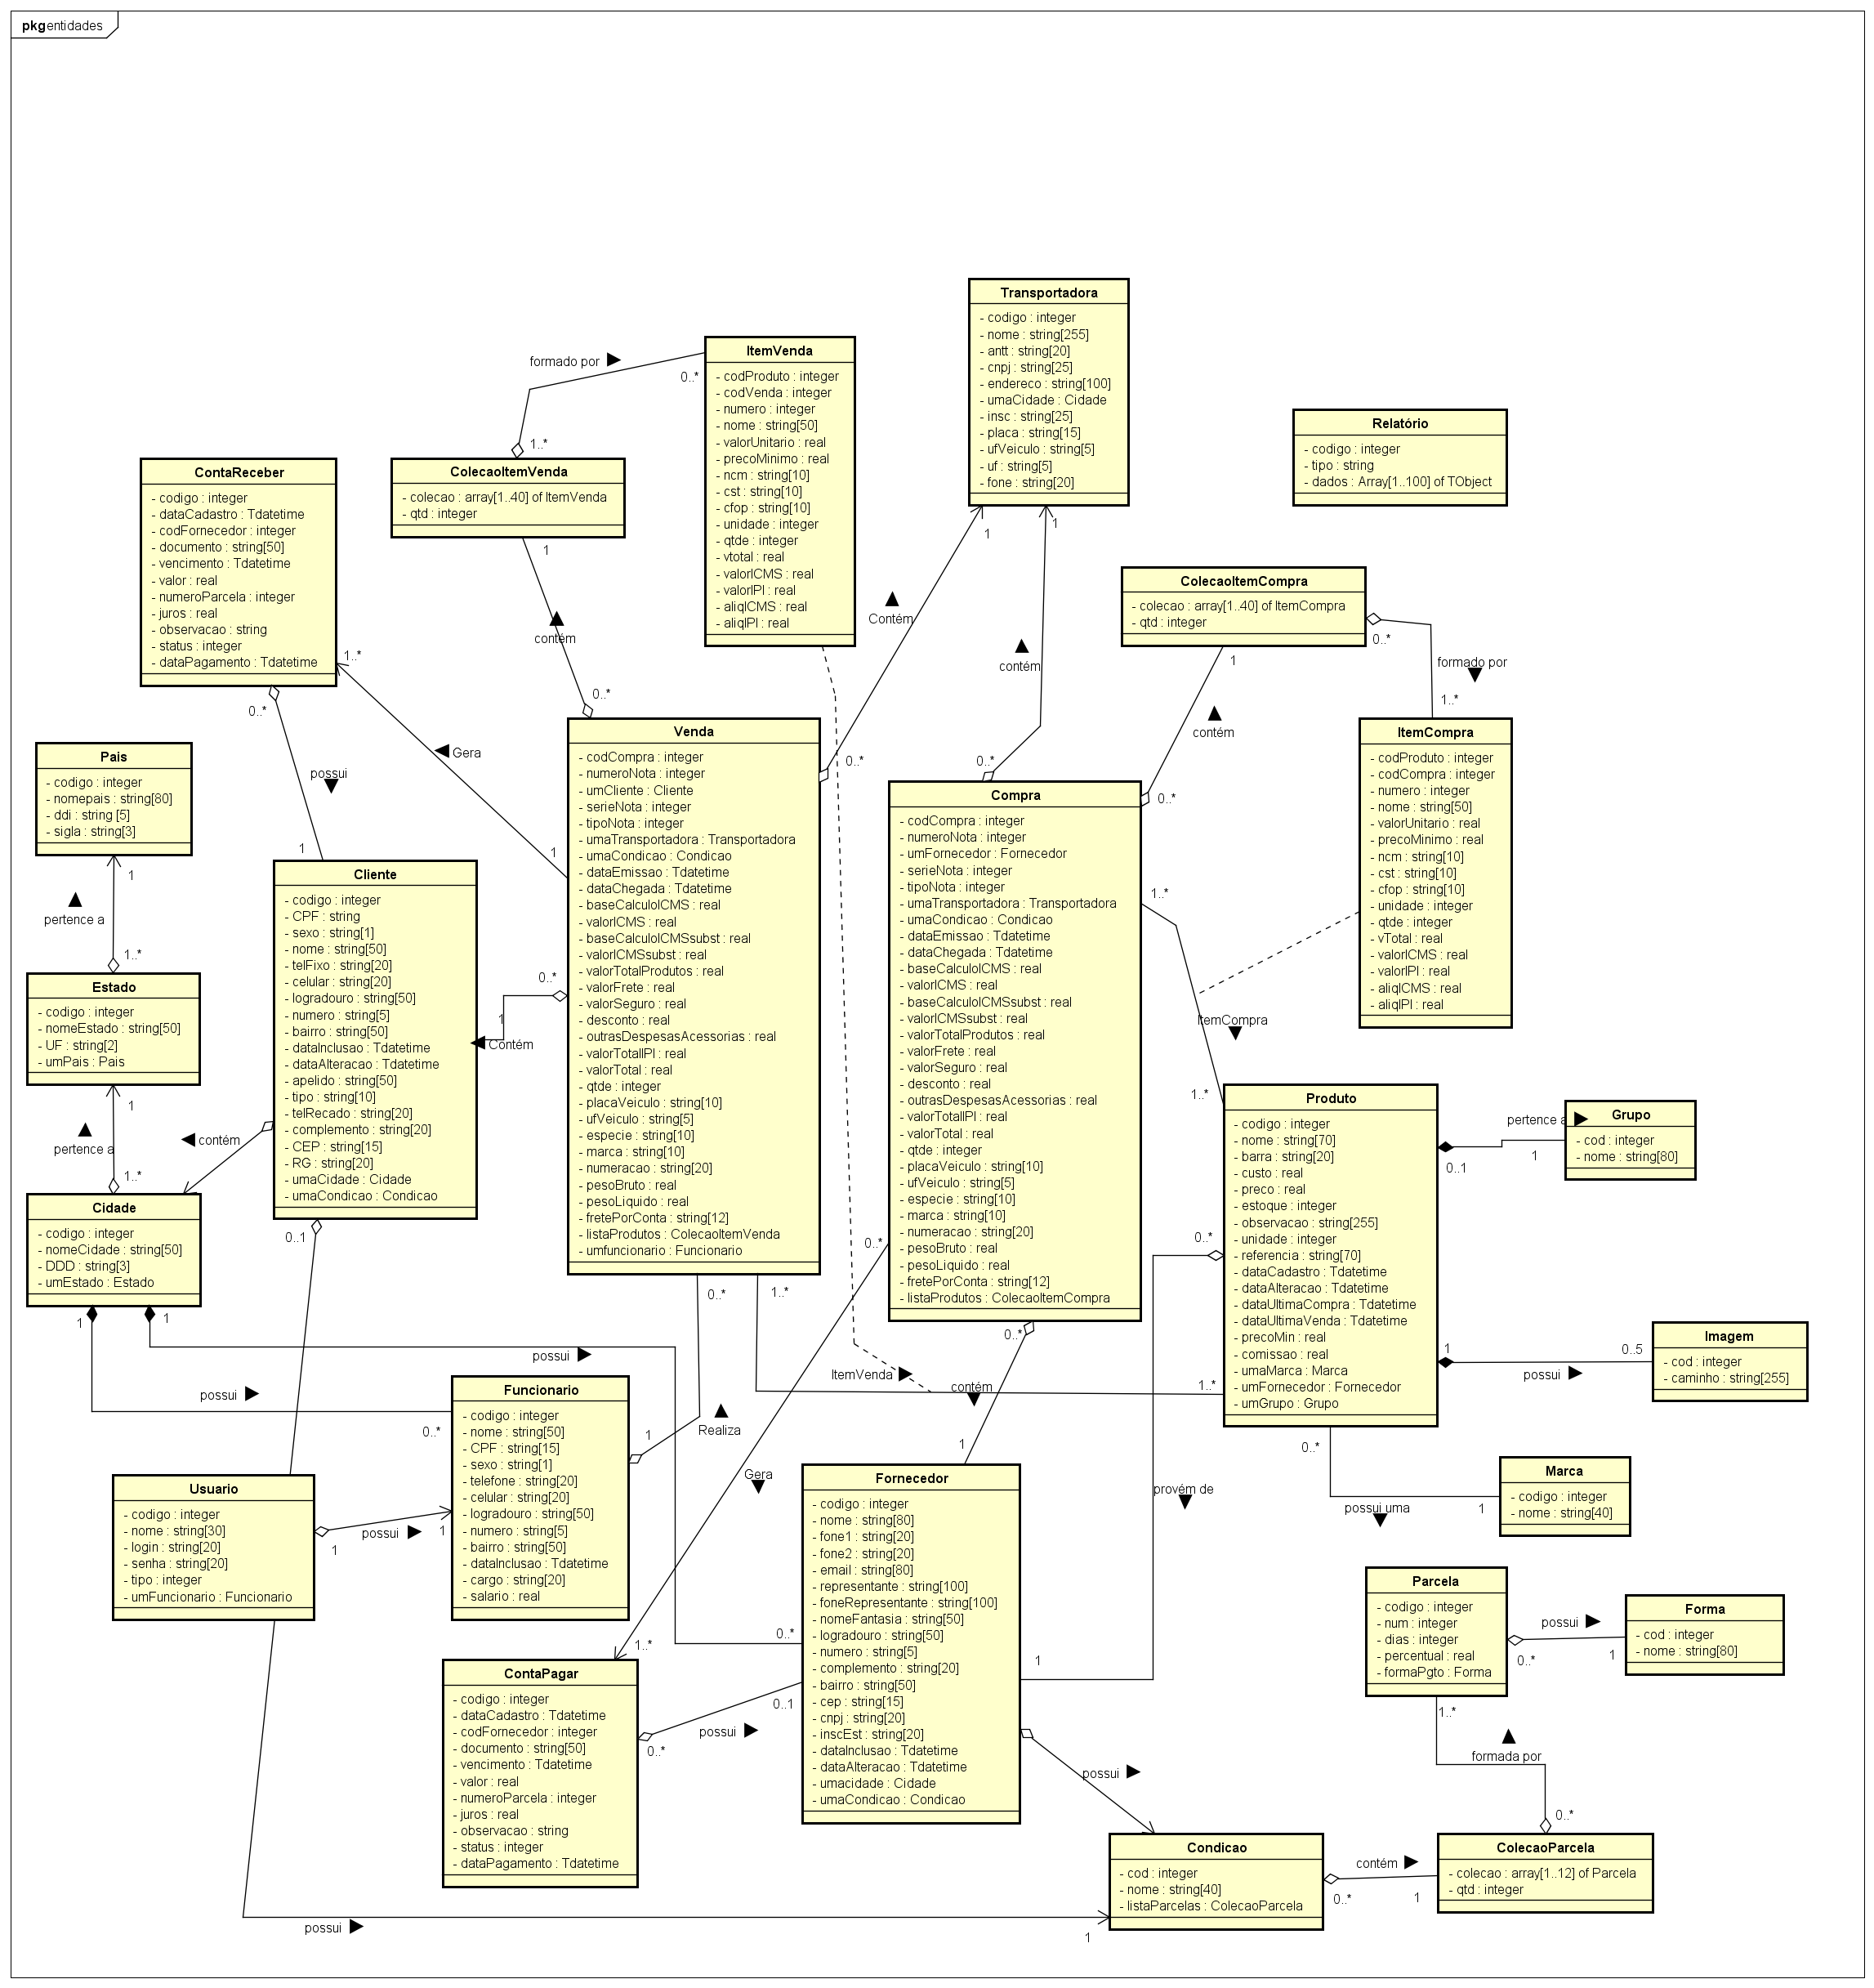 pkg entidades
Transportadora
- codigo : integer
- nome : string[255]
- antt : string[20]
- cnpj : string[25]
- endereco : string[100]
- umaCidade : Cidade
- insc : string[25]
- placa : string[15]
- ufVeiculo : string[5]
- uf : string[5]
- fone : string[20]
1
1
ItemVenda
- codProduto : integer
- codVenda : integer
- numero : integer
- nome : string[50]
- valorUnitario : real
- precoMinimo : real
- ncm : string[10]
- cst : string[10]
- cfop : string[10]
- unidade : integer
- qtde : integer
- vtotal : real
- valorICMS : real
- valorIPI : real
- aliqICMS : real
- aliqIPI : real
formado por
0..*
1..*
Relatório
- codigo : integer
- tipo : string
- dados : Array[1..100] of TObject
ContaReceber
- codigo : integer
- dataCadastro : Tdatetime
- codFornecedor : integer
- documento : string[50]
- vencimento : Tdatetime
- valor : real
- numeroParcela : integer
- juros : real
- observacao : string
- status : integer
- dataPagamento : Tdatetime
1..*
0..*
ColecaoItemVenda
- colecao : array[1..40] of ItemVenda
- qtd : integer
1
contém
0..*
Contém
contém
ColecaoItemCompra
- colecao : array[1..40] of ItemCompra
- qtd : integer
0..*
1
formado por
1..*
contém
possui
1
Gera
1
0..*
0..*
0..*
Pais
- codigo : integer
- nomepais : string[80]
- ddi : string [5]
- sigla : string[3]
1
pertence a
1..*
Estado
- codigo : integer
- nomeEstado : string[50]
- UF : string[2]
- umPais : Pais
1
pertence a
1..*
Cidade
- codigo : integer
- nomeCidade : string[50]
- DDD : string[3]
- umEstado : Estado
1
1
Cliente
- codigo : integer
- CPF : string
- sexo : string[1]
- nome : string[50]
- telFixo : string[20]
- celular : string[20]
- logradouro : string[50]
- numero : string[5]
- bairro : string[50]
- dataInclusao : Tdatetime
- dataAlteracao : Tdatetime
- apelido : string[50]
- tipo : string[10]
- telRecado : string[20]
- complemento : string[20]
- CEP : string[15]
- RG : string[20]
- umaCidade : Cidade
- umaCondicao : Condicao
contém
0..1
0..*
1
Contém
Venda
- codCompra : integer
- numeroNota : integer
- umCliente : Cliente
- serieNota : integer
- tipoNota : integer
- umaTransportadora : Transportadora
- umaCondicao : Condicao
- dataEmissao : Tdatetime
- dataChegada : Tdatetime
- baseCalculoICMS : real
- valorICMS : real
- baseCalculoICMSsubst : real
- valorICMSsubst : real
- valorTotalProdutos : real
- valorFrete : real
- valorSeguro : real
- desconto : real
- outrasDespesasAcessorias : real
- valorTotalIPI : real
- valorTotal : real
- qtde : integer
- placaVeiculo : string[10]
- ufVeiculo : string[5]
- especie : string[10]
- marca : string[10]
- numeracao : string[20]
- pesoBruto : real
- pesoLiquido : real
- fretePorConta : string[12]
- listaProdutos : ColecaoItemVenda
- umfuncionario : Funcionario
0..*
1..*
Compra
- codCompra : integer
- numeroNota : integer
- umFornecedor : Fornecedor
- serieNota : integer
- tipoNota : integer
- umaTransportadora : Transportadora
- umaCondicao : Condicao
- dataEmissao : Tdatetime
- dataChegada : Tdatetime
- baseCalculoICMS : real
- valorICMS : real
- baseCalculoICMSsubst : real
- valorICMSsubst : real
- valorTotalProdutos : real
- valorFrete : real
- valorSeguro : real
- desconto : real
- outrasDespesasAcessorias : real
- valorTotalIPI : real
- valorTotal : real
- qtde : integer
- placaVeiculo : string[10]
- ufVeiculo : string[5]
- especie : string[10]
- marca : string[10]
- numeracao : string[20]
- pesoBruto : real
- pesoLiquido : real
- fretePorConta : string[12]
- listaProdutos : ColecaoItemCompra
1..*
0..*
0..*
ItemCompra
- codProduto : integer
- codCompra : integer
- numero : integer
- nome : string[50]
- valorUnitario : real
- precoMinimo : real
- ncm : string[10]
- cst : string[10]
- cfop : string[10]
- unidade : integer
- qtde : integer
- vTotal : real
- valorICMS : real
- valorIPI : real
- aliqICMS : real
- aliqIPI : real
ItemCompra
1..*
Produto
- codigo : integer
- nome : string[70]
- barra : string[20]
- custo : real
- preco : real
- estoque : integer
- observacao : string[255]
- unidade : integer
- referencia : string[70]
- dataCadastro : Tdatetime
- dataAlteracao : Tdatetime
- dataUltimaCompra : Tdatetime
- dataUltimaVenda : Tdatetime
- precoMin : real
- comissao : real
- umaMarca : Marca
- umFornecedor : Fornecedor
- umGrupo : Grupo
0..*
1..*
pertence a
0..1
1
Grupo
- cod : integer
- nome : string[80]
1
0..5
possui
Imagem
- cod : integer
- caminho : string[255]
0..*
possui uma
1
Marca
- codigo : integer
- nome : string[40]
possui
possui
0..*
ItemVenda
contém
Funcionario
- codigo : integer
- nome : string[50]
- CPF : string[15]
- sexo : string[1]
- telefone : string[20]
- celular : string[20]
- logradouro : string[50]
- numero : string[5]
- bairro : string[50]
- dataInclusao : Tdatetime
- cargo : string[20]
- salario : real
1
Realiza
Gera
1
provém de
Usuario
- codigo : integer
- nome : string[30]
- login : string[20]
- senha : string[20]
- tipo : integer
- umFuncionario : Funcionario
1
possui
1
Fornecedor
- codigo : integer
- nome : string[80]
- fone1 : string[20]
- fone2 : string[20]
- email : string[80]
- representante : string[100]
- foneRepresentante : string[100]
- nomeFantasia : string[50]
- logradouro : string[50]
- numero : string[5]
- complemento : string[20]
- bairro : string[50]
- cep : string[15]
- cnpj : string[20]
- inscEst : string[20]
- dataInclusao : Tdatetime
- dataAlteracao : Tdatetime
- umacidade : Cidade
- umaCondicao : Condicao
0..*
1
0..1
possui
0..*
1..*
ContaPagar
- codigo : integer
- dataCadastro : Tdatetime
- codFornecedor : integer
- documento : string[50]
- vencimento : Tdatetime
- valor : real
- numeroParcela : integer
- juros : real
- observacao : string
- status : integer
- dataPagamento : Tdatetime
Parcela
- codigo : integer
- num : integer
- dias : integer
- percentual : real
- formaPgto : Forma
possui
0..*
1
Forma
- cod : integer
- nome : string[80]
1..*
formada por
0..*
possui
Condicao
- cod : integer
- nome : string[40]
- listaParcelas : ColecaoParcela
contém
0..*
1
ColecaoParcela
- colecao : array[1..12] of Parcela
- qtd : integer
possui
1